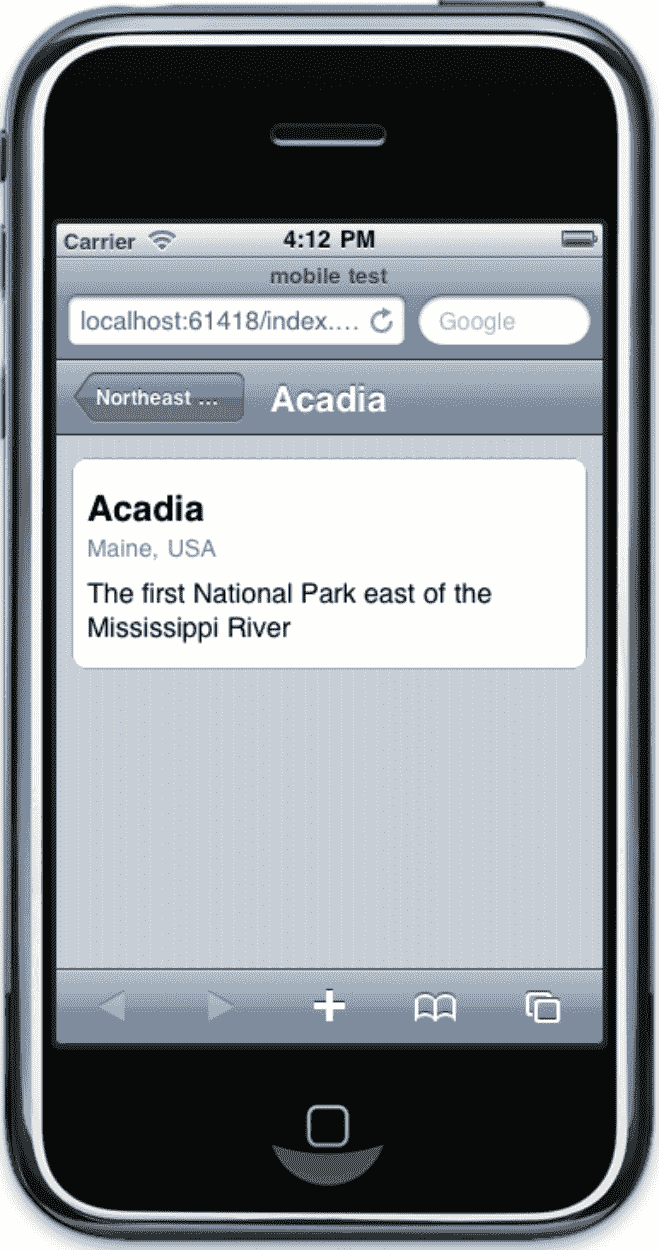 Carrier 4:12 PM
mobile test
localhost:61418/index.... Google
Northeast ... Acadia
Acadia
Maine, USA
The first National Park east of the
Mississippi River